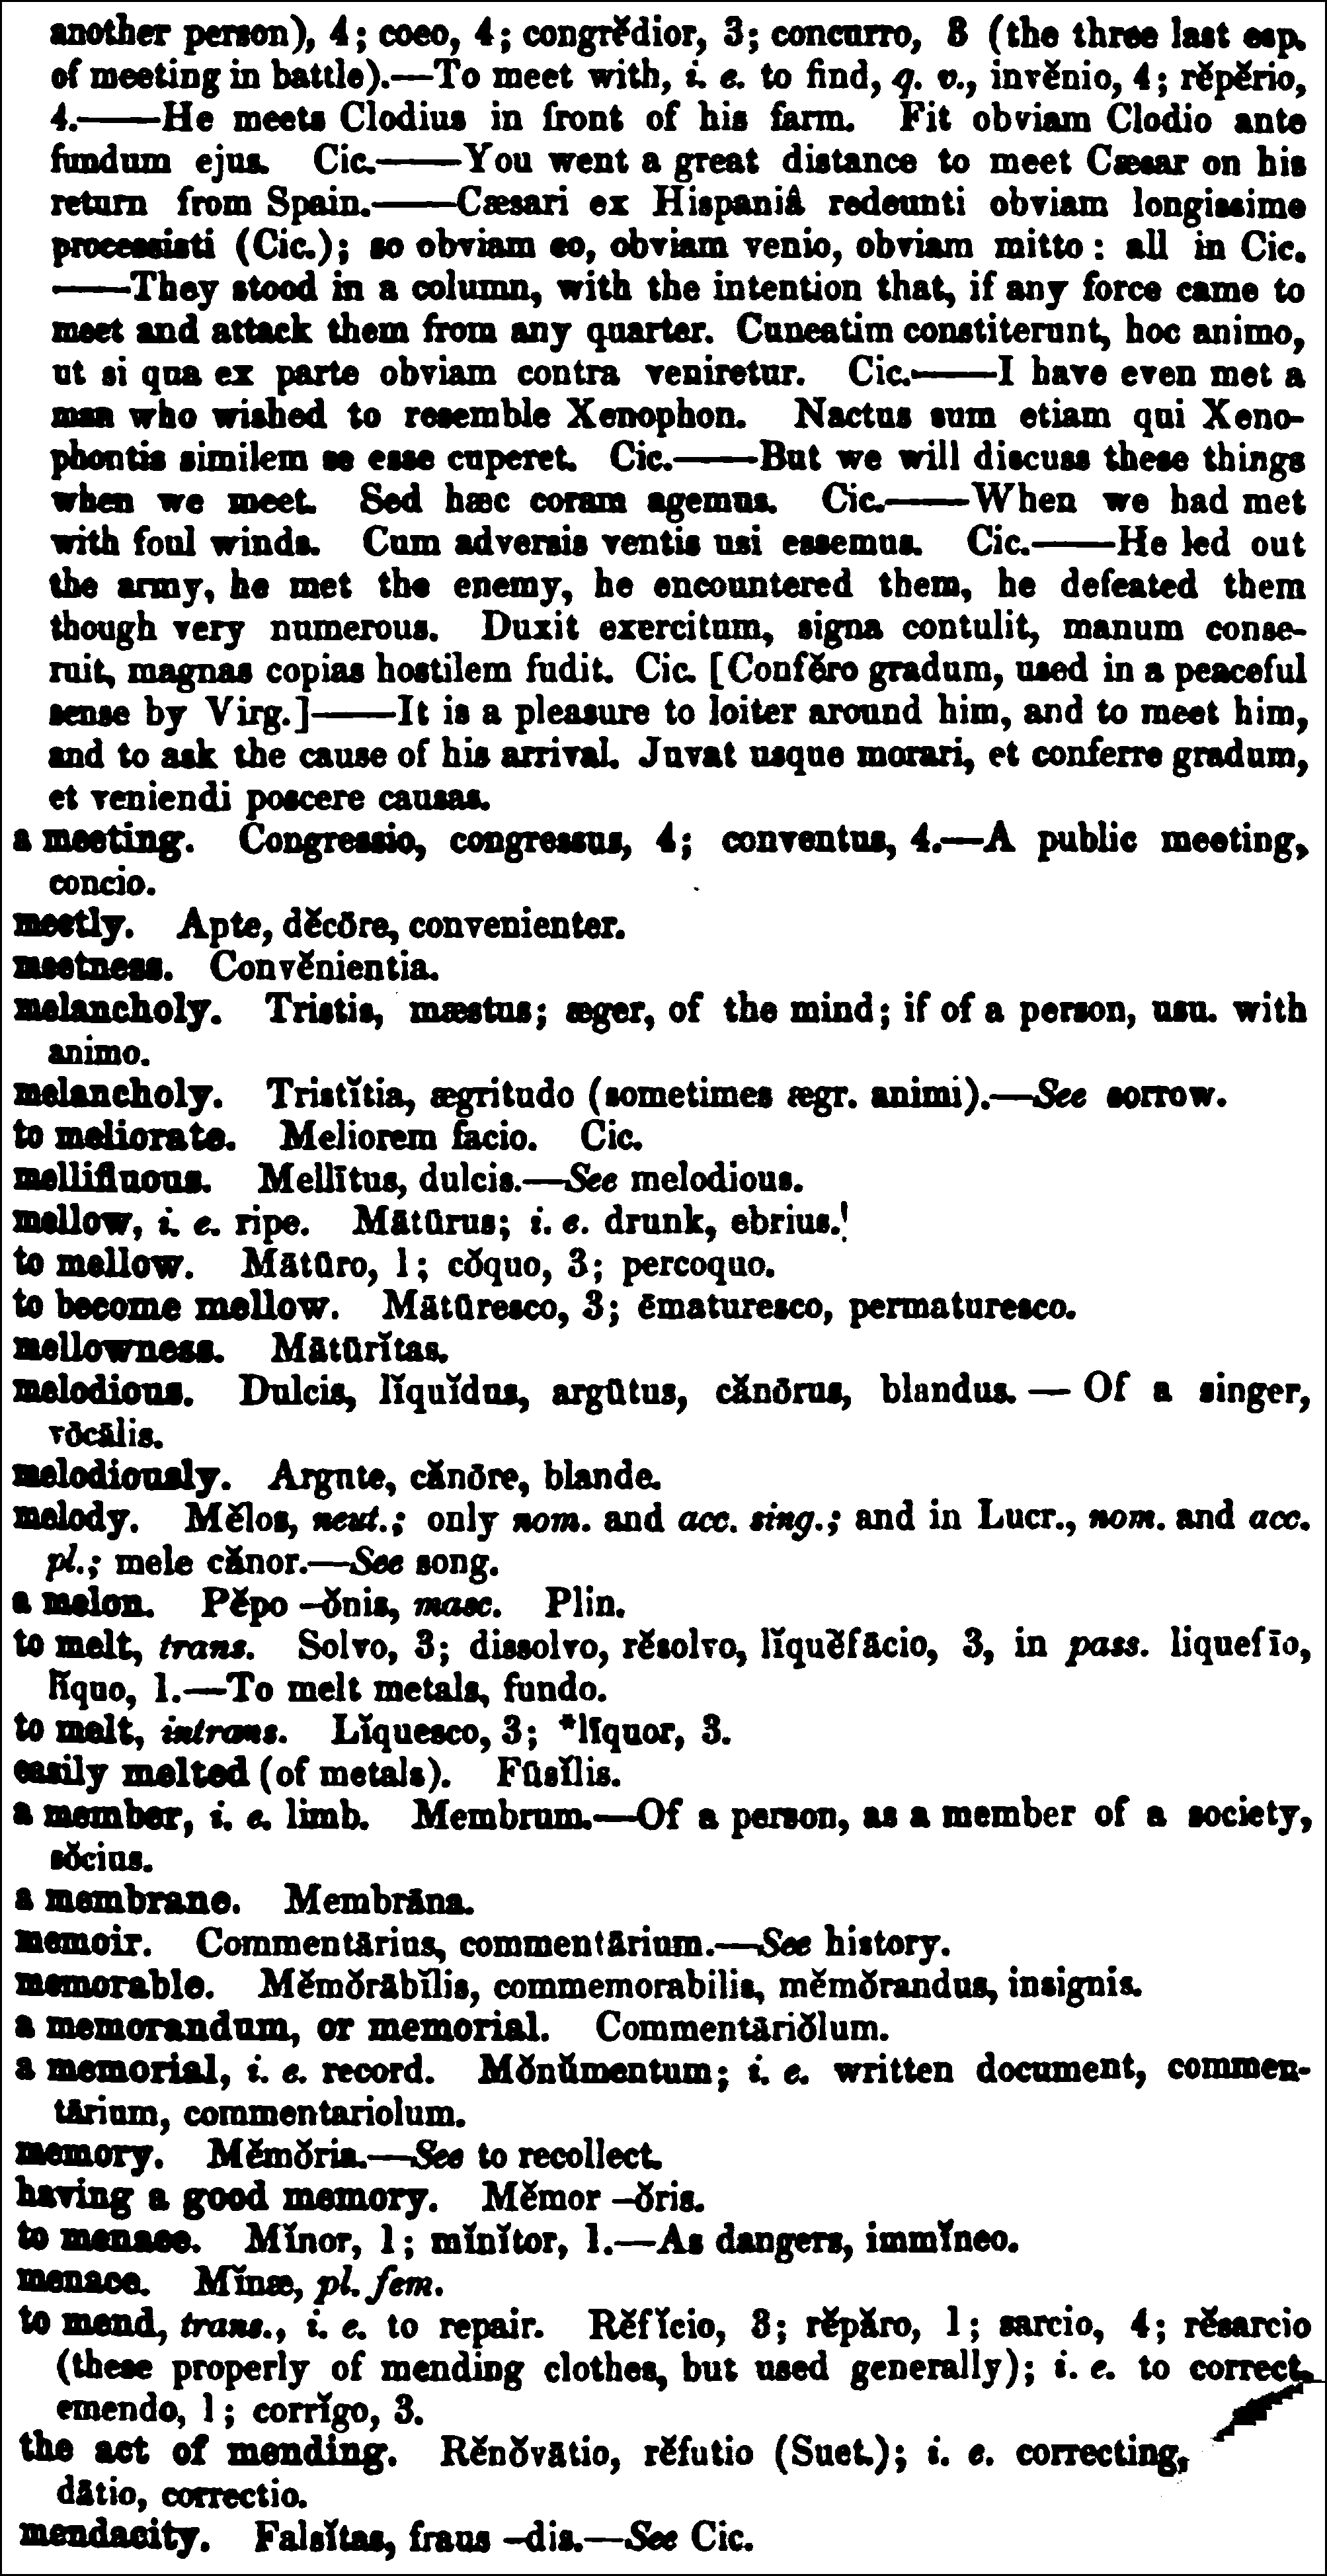 another person), 4; coeo, 4; congrĕdior, 3; concurro, 3 (the three last esp.
of meeting in battle).—To meet with, i. e. to find, q. v., invĕnio, 4; rĕpĕrio,
4.——He meets Clodius in front of his farm. Fit obviam Clodio ante
fundum ejus. Cic.——You went a great distance to meet Cæsar on his
return from Spain.——Cæsari ex Hispaniâ redeunti obviam longissime
processisti (Cic.); so obviam eo, obviam venio, obviam mitto: all in Cic.
——They stood in a column, with the intention that, if any force came to
meet and attack them from any quarter. Cuneatim constiterunt, hoc animo,
ut si qua ex parte obviam contra veniretur. Cic.——I have even met a
man who wished to resemble Xenophon. Nactus sum etiam qui Xeno-
phontis similem se esse cuperet. Cic.——But we will discuss these things
when we meet. Sed hæc coram agemus. Cic.——When we had met
with foul winds. Cum adversis ventis usi essemus. Cic.——He led out
the army, he met the enemy, he encountered them, he defeated them
though very numerous. Duxit exercitum, signa contulit, manum conse-
ruit, magnas copias hostilem fudit. Cic. [Confĕro gradum, used in a peaceful
sense by Virg.]——It is a pleasure to loiter around him, and to meet him,
and to ask the cause of his arrival. Juvat usque morari, et conferre gradum,
et veniendi poscere causas.
a meeting. Congressio, congressus, 4; conventus, 4.—A public meeting,
concio.
meetly. Apte, dĕcōre, convenienter.
meetness. Convĕnientia.
melancholy. Tristis, mæstus; æger, of the mind; if of a person, usu. with
animo.
melancholy. Tristĭtia, ægritudo (sometimes ægr. animi).—See sorrow.
to meliorate. Meliorem facio. Cic.
mellifluous. Mellītus, dulcis.—See melodious.
mellow, i. e. ripe. Mātūrus; i. e. drunk, ebrius.
to mellow. Mātūro, 1; cŏquo, 3; percoquo.
to become mellow. Mātūresco, 3; ēmaturesco, permaturesco.
mellowness. Mātūrĭtas.
melodious. Dulcis, lĭquĭdus, argūtus, cănōrus, blandus. — Of a singer,
vōcālis.
melodiously. Argute, cănōre, blande.
melody. Mĕlos, neut.; only nom. and acc. sing.; and in Lucr., nom. and acc.
pl.; mele cănor.—See song.
a melon. Pĕpo –ŏnis, masc. Plin.
to melt, trans. Solvo, 3; dissolvo, rĕsolvo, lĭquĕfăcio, 3, in pass. liquefīo,
lĭquo, 1.—To melt metals, fundo.
to melt, intrans. Lĭquesco, 3; *līquor, 3.
easily melted (of metals). Fūsĭlis.
a member, i. e. limb. Membrum.—Of a person, as a member of a society,
sŏcius.
a membrane. Membrāna.
memoir. Commentārius, commentārium.—See history.
memorable. Mĕmŏrābĭlis, commemorabilis, mĕmŏrandus, insignis.
a memorandum, or memorial. Commentāriŏlum.
a memorial, i. e. record. Mŏnŭmentum; i. e. written document, commen-
tārium, commentariolum.
memory. Mĕmŏria.—See to recollect.
having a good memory. Mĕmor –ŏris.
to menace. Mĭnor, 1; mĭnĭtor, 1.—As dangers, immĭneo.
menace. Mĭnæ, pl. fem.
to mend, trans., i. e. to repair. Rĕfĭcio, 3; rĕpăro, 1; sarcio, 4; rĕsarcio
(these properly of mending clothes, but used generally); i. e. to correct,
emendo, 1; corrĭgo, 3.
the act of mending. Rĕnŏvātio, rĕfutio (Suet.); i. e. correcting,
dātio, correctio.
mendacity. Falsĭtas, fraus –dis.—See Cic.